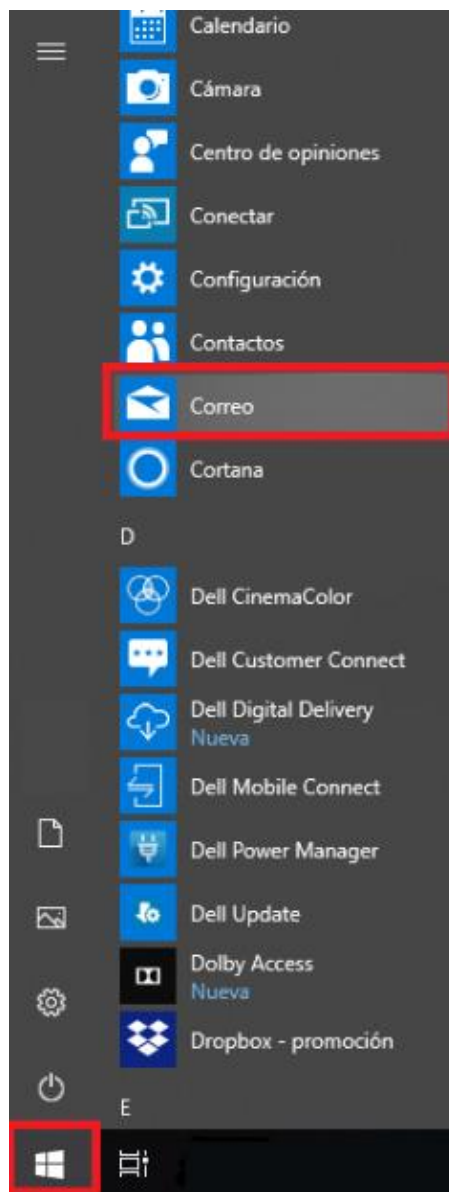 Calendario
Cámara
Centro de opiniones
Conectar
Configuración
Contactos
Correo
Cortana
D
Dell CinemaColor
Dell Customer Connect
Dell Digital Delivery
Nueva
Dell Mobile Connect
Dell Power Manager
Dell Update
Dolby Access
Nueva
Dropbox - promoción
E